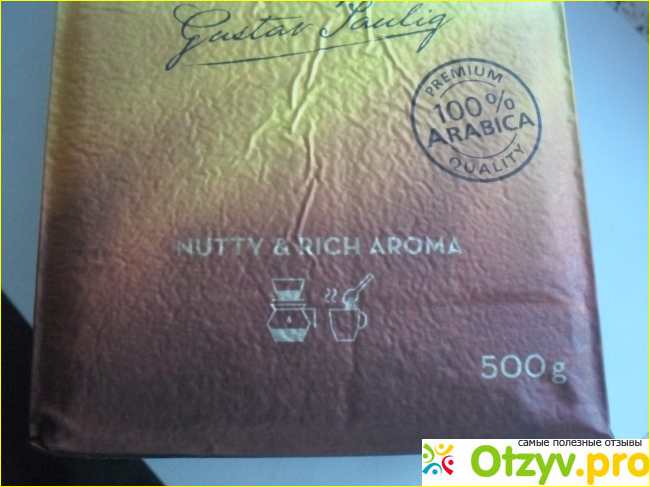 Gustav Paulig
PREMIUM
100%
ARABICA
QUALITY
NUTTY & RICH AROMA
500g
самые полезные отзывы
Otzyv.pro